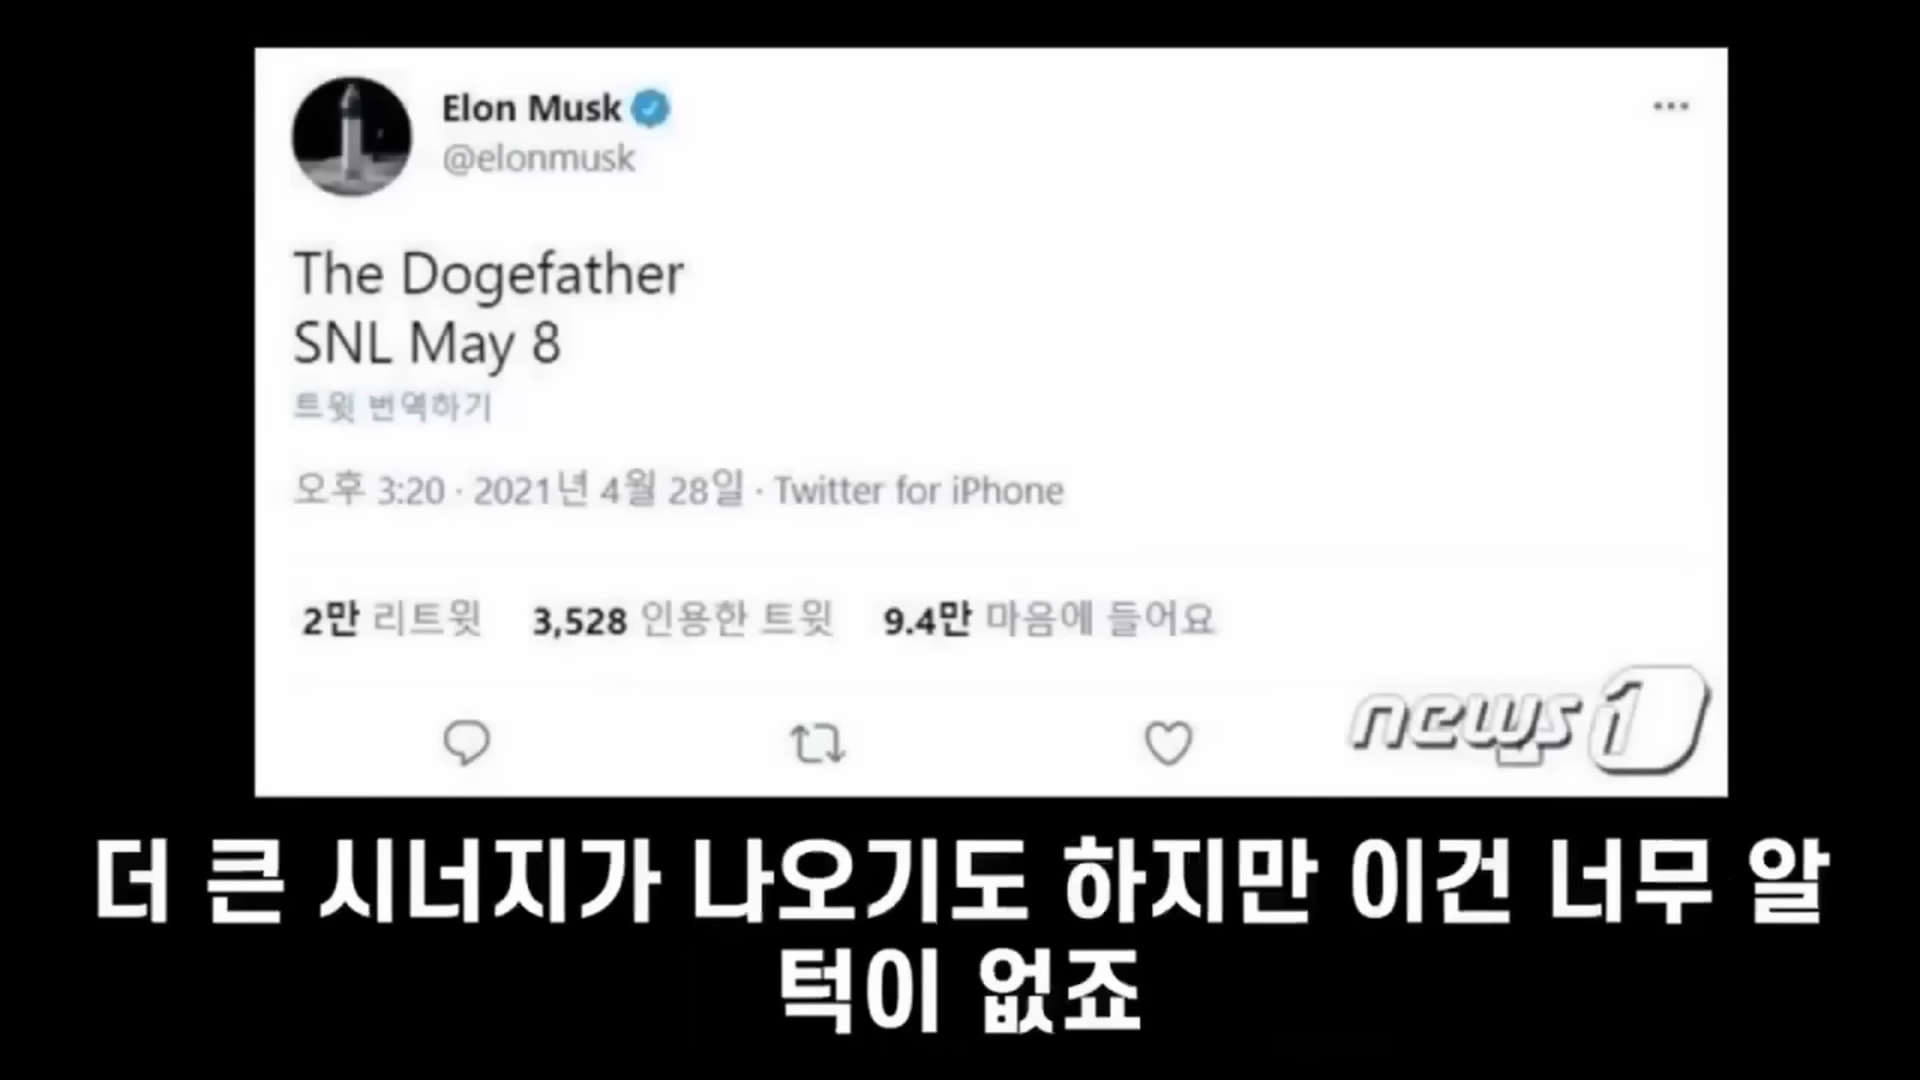 Elon Musk
@elonmusk
The Dogefather
SNL May 8
트윗 번역하기
오후 3:20 · 2021년 4월 28일 · Twitter for iPhone
2만 리트윗 3,528 인용한 트윗 9.4만 마음에 들어요
news1
더 큰 시너지가 나오기도 하지만 이건 너무 알
턱이 없죠